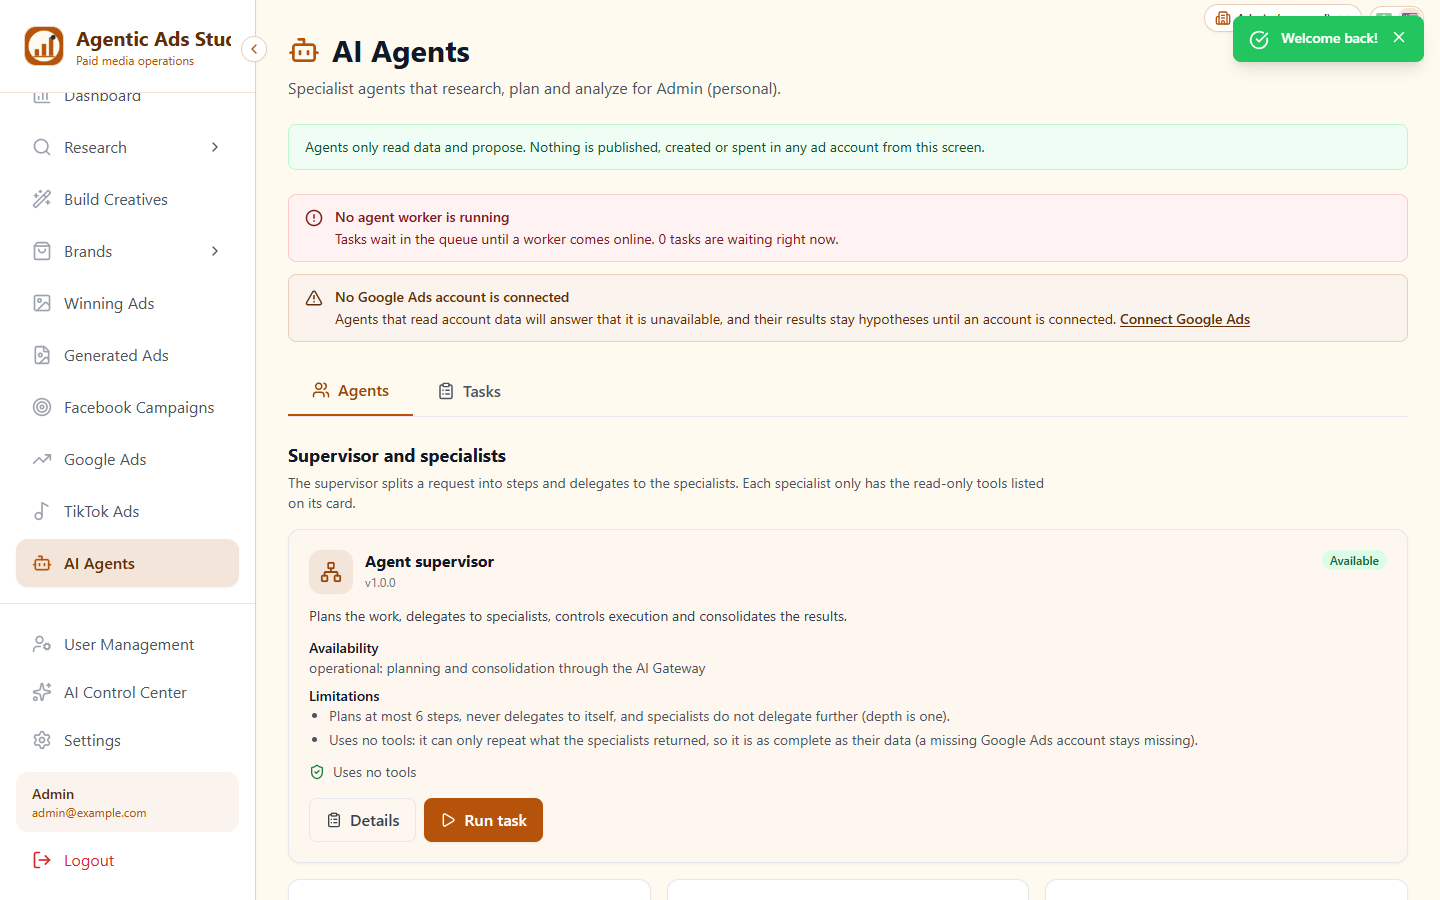 Agentic Ads Stud
Paid media operations
Dashboard
Research
Build Creatives
Brands
Winning Ads
Generated Ads
Facebook Campaigns
Google Ads
TikTok Ads
AI Agents
User Management
AI Control Center
Settings
Admin
admin@example.com
Logout
Welcome back!
AI Agents
Specialist agents that research, plan and analyze for Admin (personal).
Agents only read data and propose. Nothing is published, created or spent in any ad account from this screen.
No agent worker is running
Tasks wait in the queue until a worker comes online. 0 tasks are waiting right now.
No Google Ads account is connected
Agents that read account data will answer that it is unavailable, and their results stay hypotheses until an account is connected. Connect Google Ads
Agents
Tasks
Supervisor and specialists
The supervisor splits a request into steps and delegates to the specialists. Each specialist only has the read-only tools listed
on its card.
Agent supervisor
v1.0.0
Available
Plans the work, delegates to specialists, controls execution and consolidates the results.
Availability
operational: planning and consolidation through the AI Gateway
Limitations
Plans at most 6 steps, never delegates to itself, and specialists do not delegate further (depth is one).
Uses no tools: it can only repeat what the specialists returned, so it is as complete as their data (a missing Google Ads account stays missing).
Uses no tools
Details
Run task